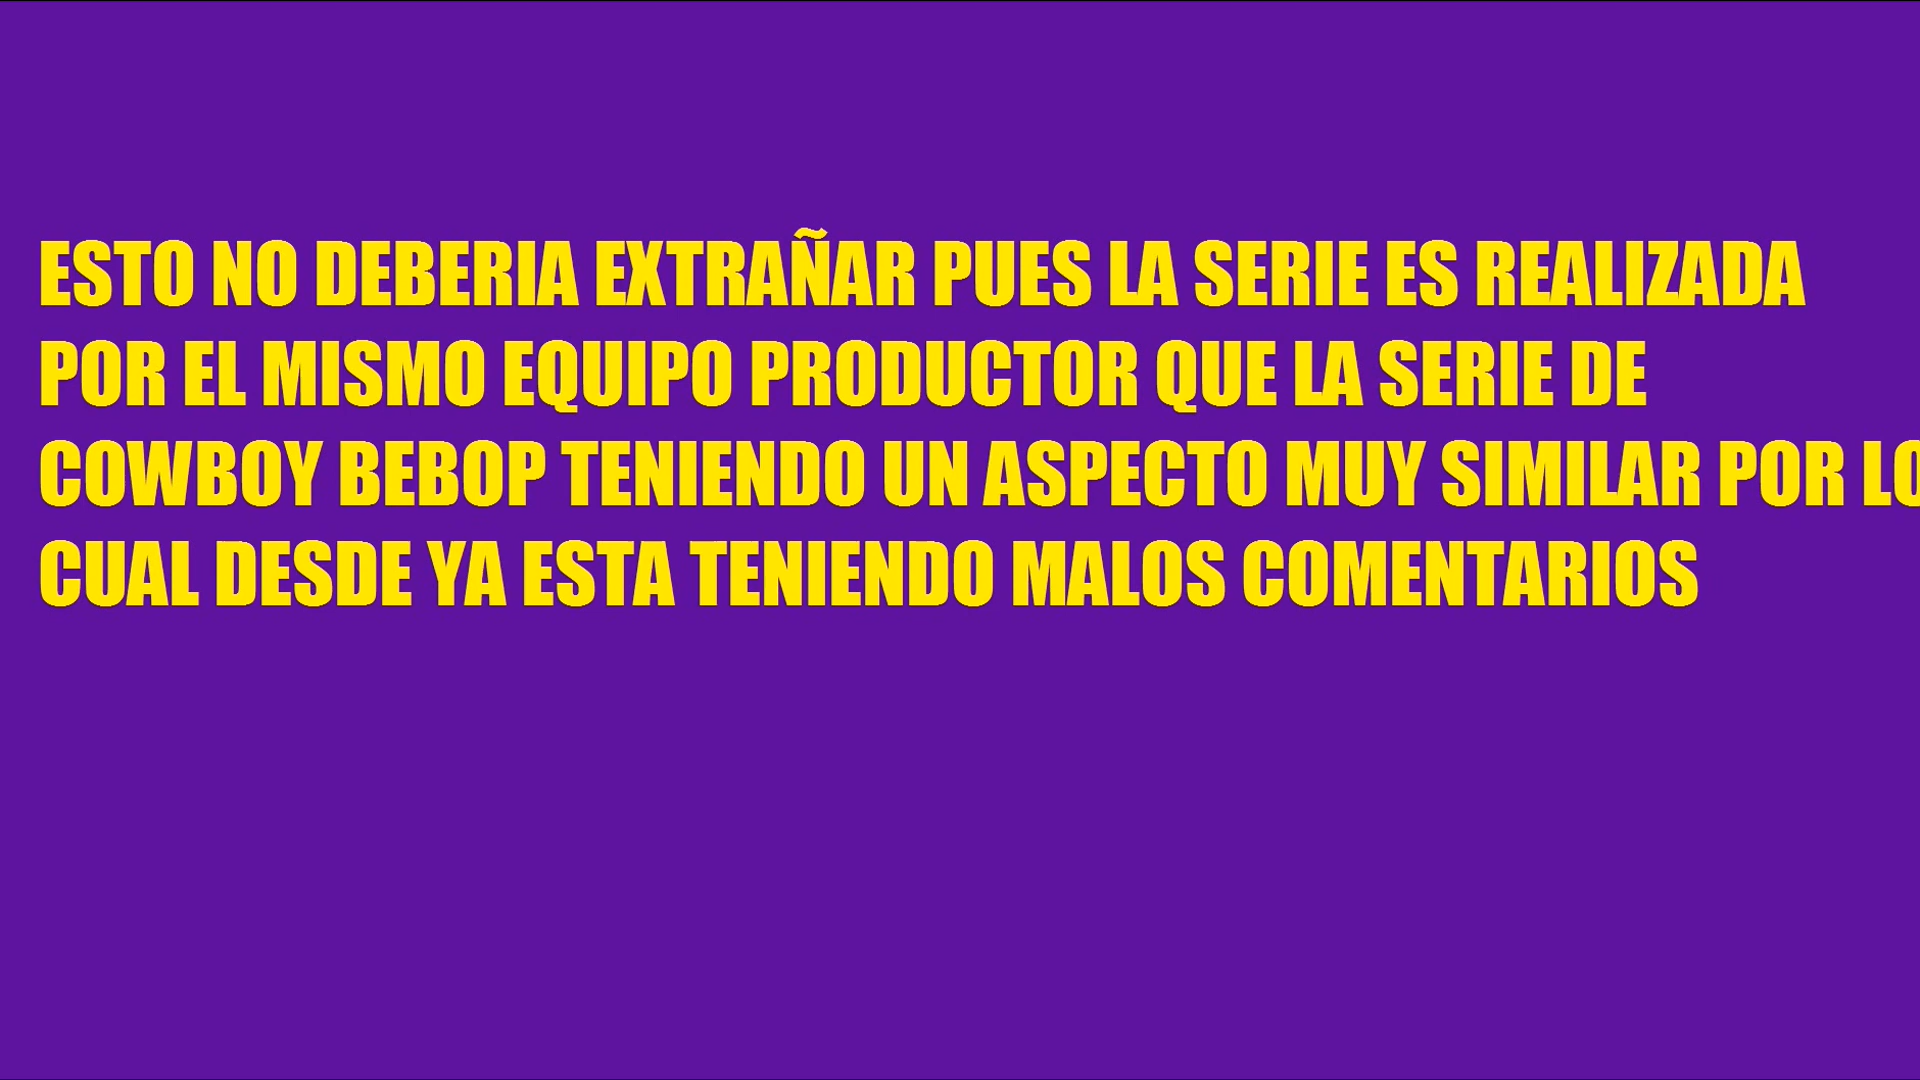 ESTO NO DEBERIA EXTRAÑAR PUES LA SERIE ES REALIZADA
POR EL MISMO EQUIPO PRODUCTOR QUE LA SERIE DE
COWBOY BEBOP TENIENDO UN ASPECTO MUY SIMILAR POR LO
CUAL DESDE YA ESTA TENIENDO MALOS COMENTARIOS